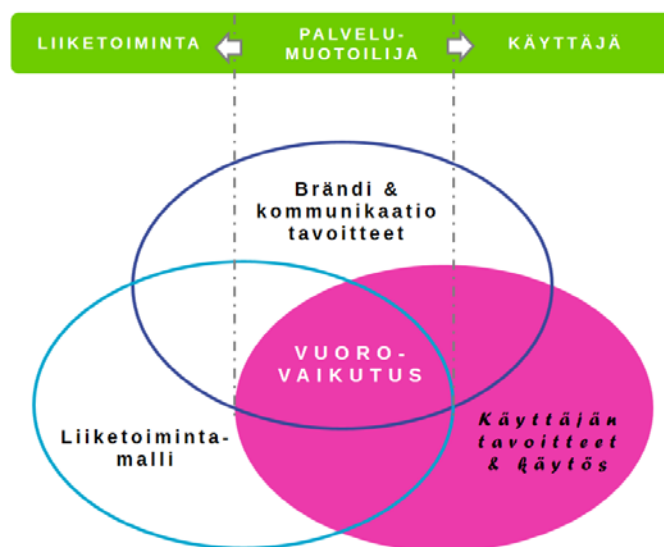 LIIKETOIMINTA
PALVELU-
MUOTOILIJA
KÄYTTÄJÄ
Brändi &
kommunikaatio
tavoitteet
VUORO-
VAIKUTUS
Liiketoiminta-
malli
Käyttäjän
tavoitteet
& käytös